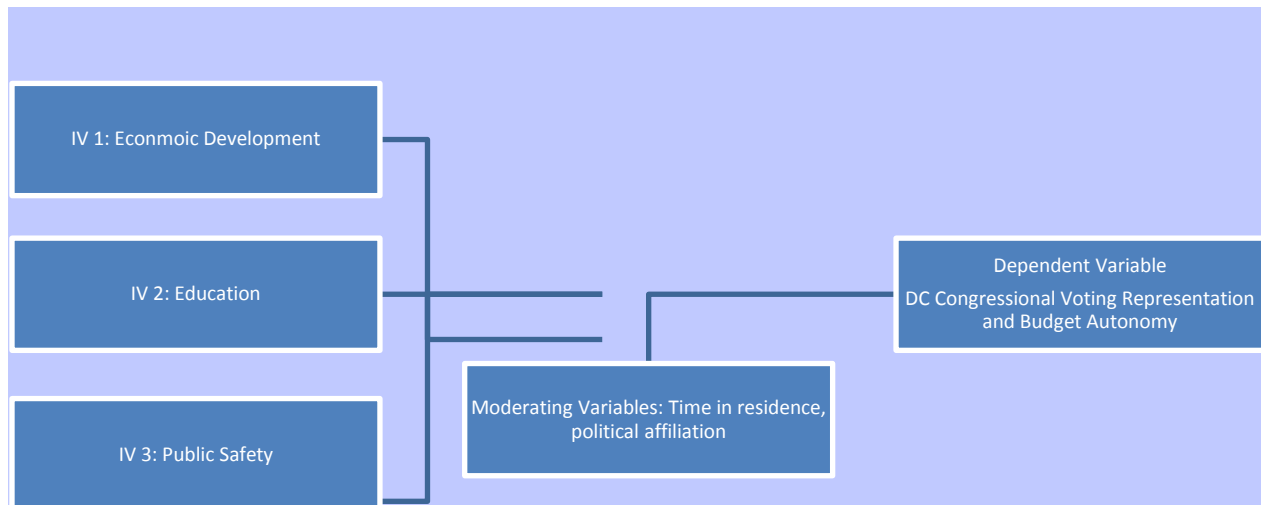 IV 1: Econmoic Development
IV 2: Education
IV 3: Public Safety
Moderating Variables: Time in residence,
political affiliation
Dependent Variable
DC Congressional Voting Representation
and Budget Autonomy